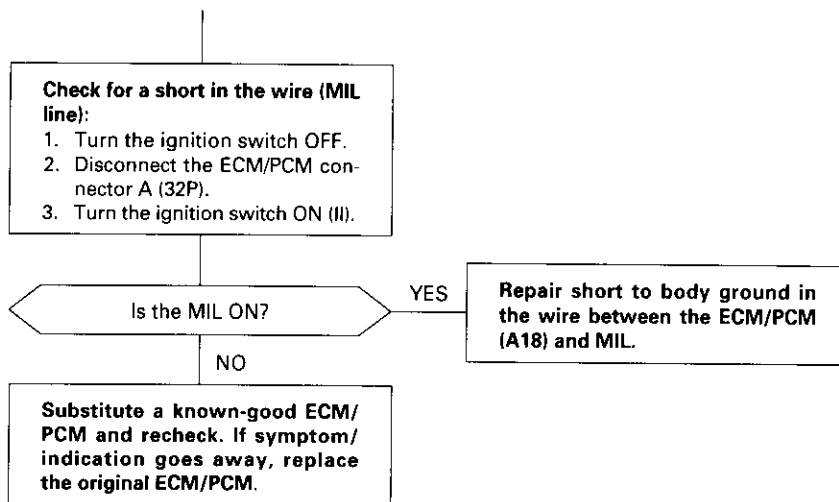 Check for a short in the wire (MIL
line):
1. Turn the ignition switch OFF.
2. Disconnect the ECM/PCM con-
nector A (32P).
3. Turn the ignition switch ON (II).
Is the MIL ON?
YES
Repair short to body ground in
the wire between the ECM/PCM
(A18) and MIL.
NO
Substitute a known-good ECM/
PCM and recheck. If symptom/
indication goes away, replace
the original ECM/PCM.